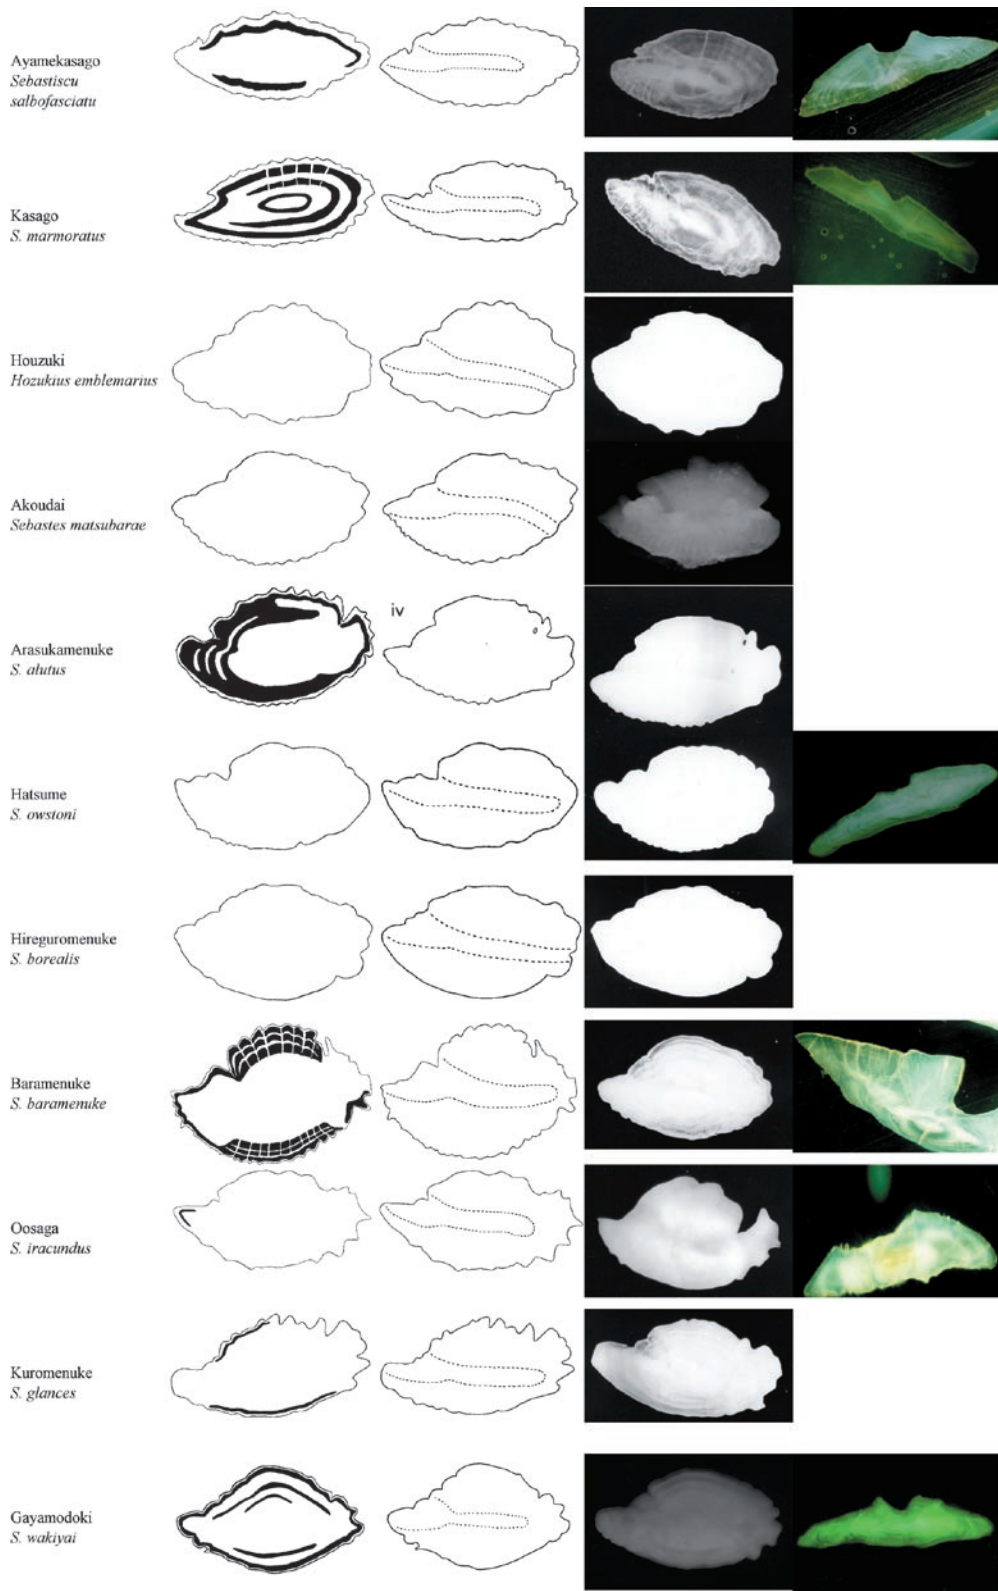 Ayamekasago
Sebastiscu
salbofasciatu
Kasago
S. marmoratus
Houzuki
Hozukius emblemarius
Akoudai
Sebastes matsubarae
Arasukamenuke
S. alutus
iv
Hatsume
S. owstoni
Hireguromenuke
S. borealis
Baramenuke
S. baramenuke
Oosaga
S. iracundus
Kuromenuke
S. glances
Gayamodoki
S. wakiyai